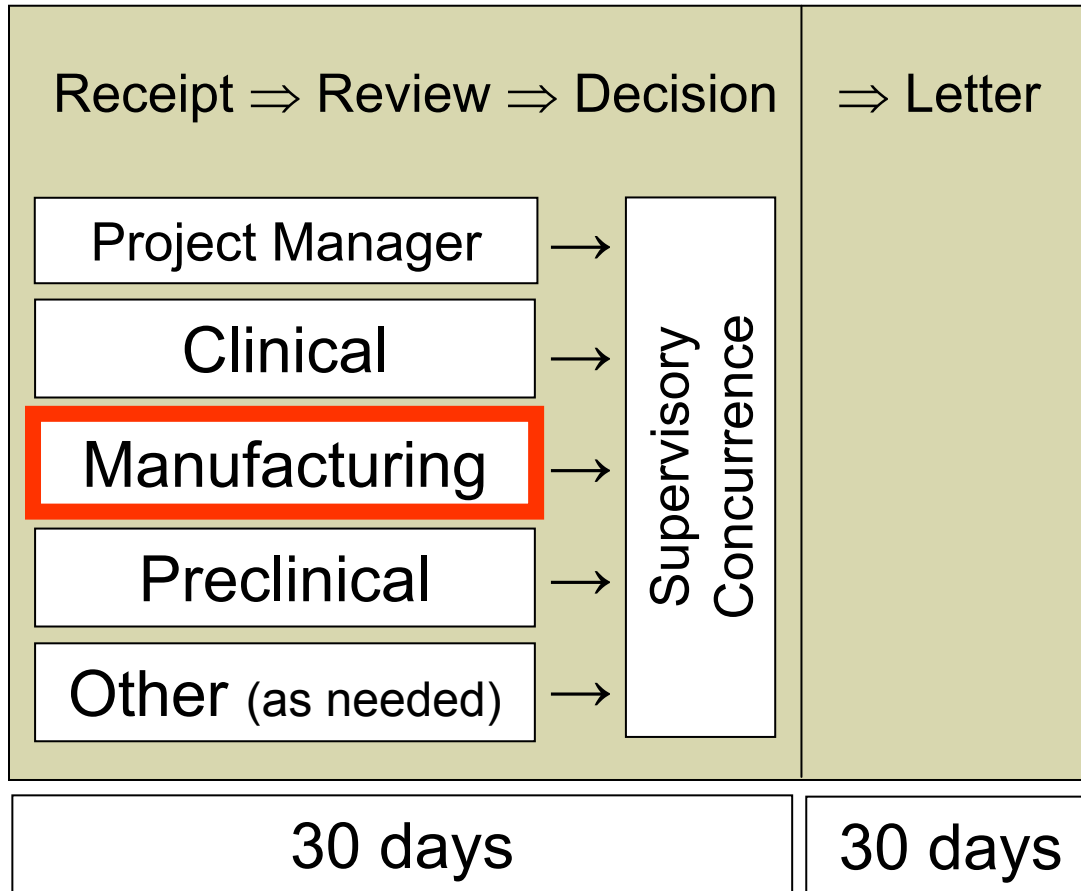 Receipt ⇒ Review ⇒ Decision ⇒ Letter
Project Manager →
Clinical →
Manufacturing →
Preclinical →
Other (as needed) →
Supervisory
Concurrence
30 days 30 days